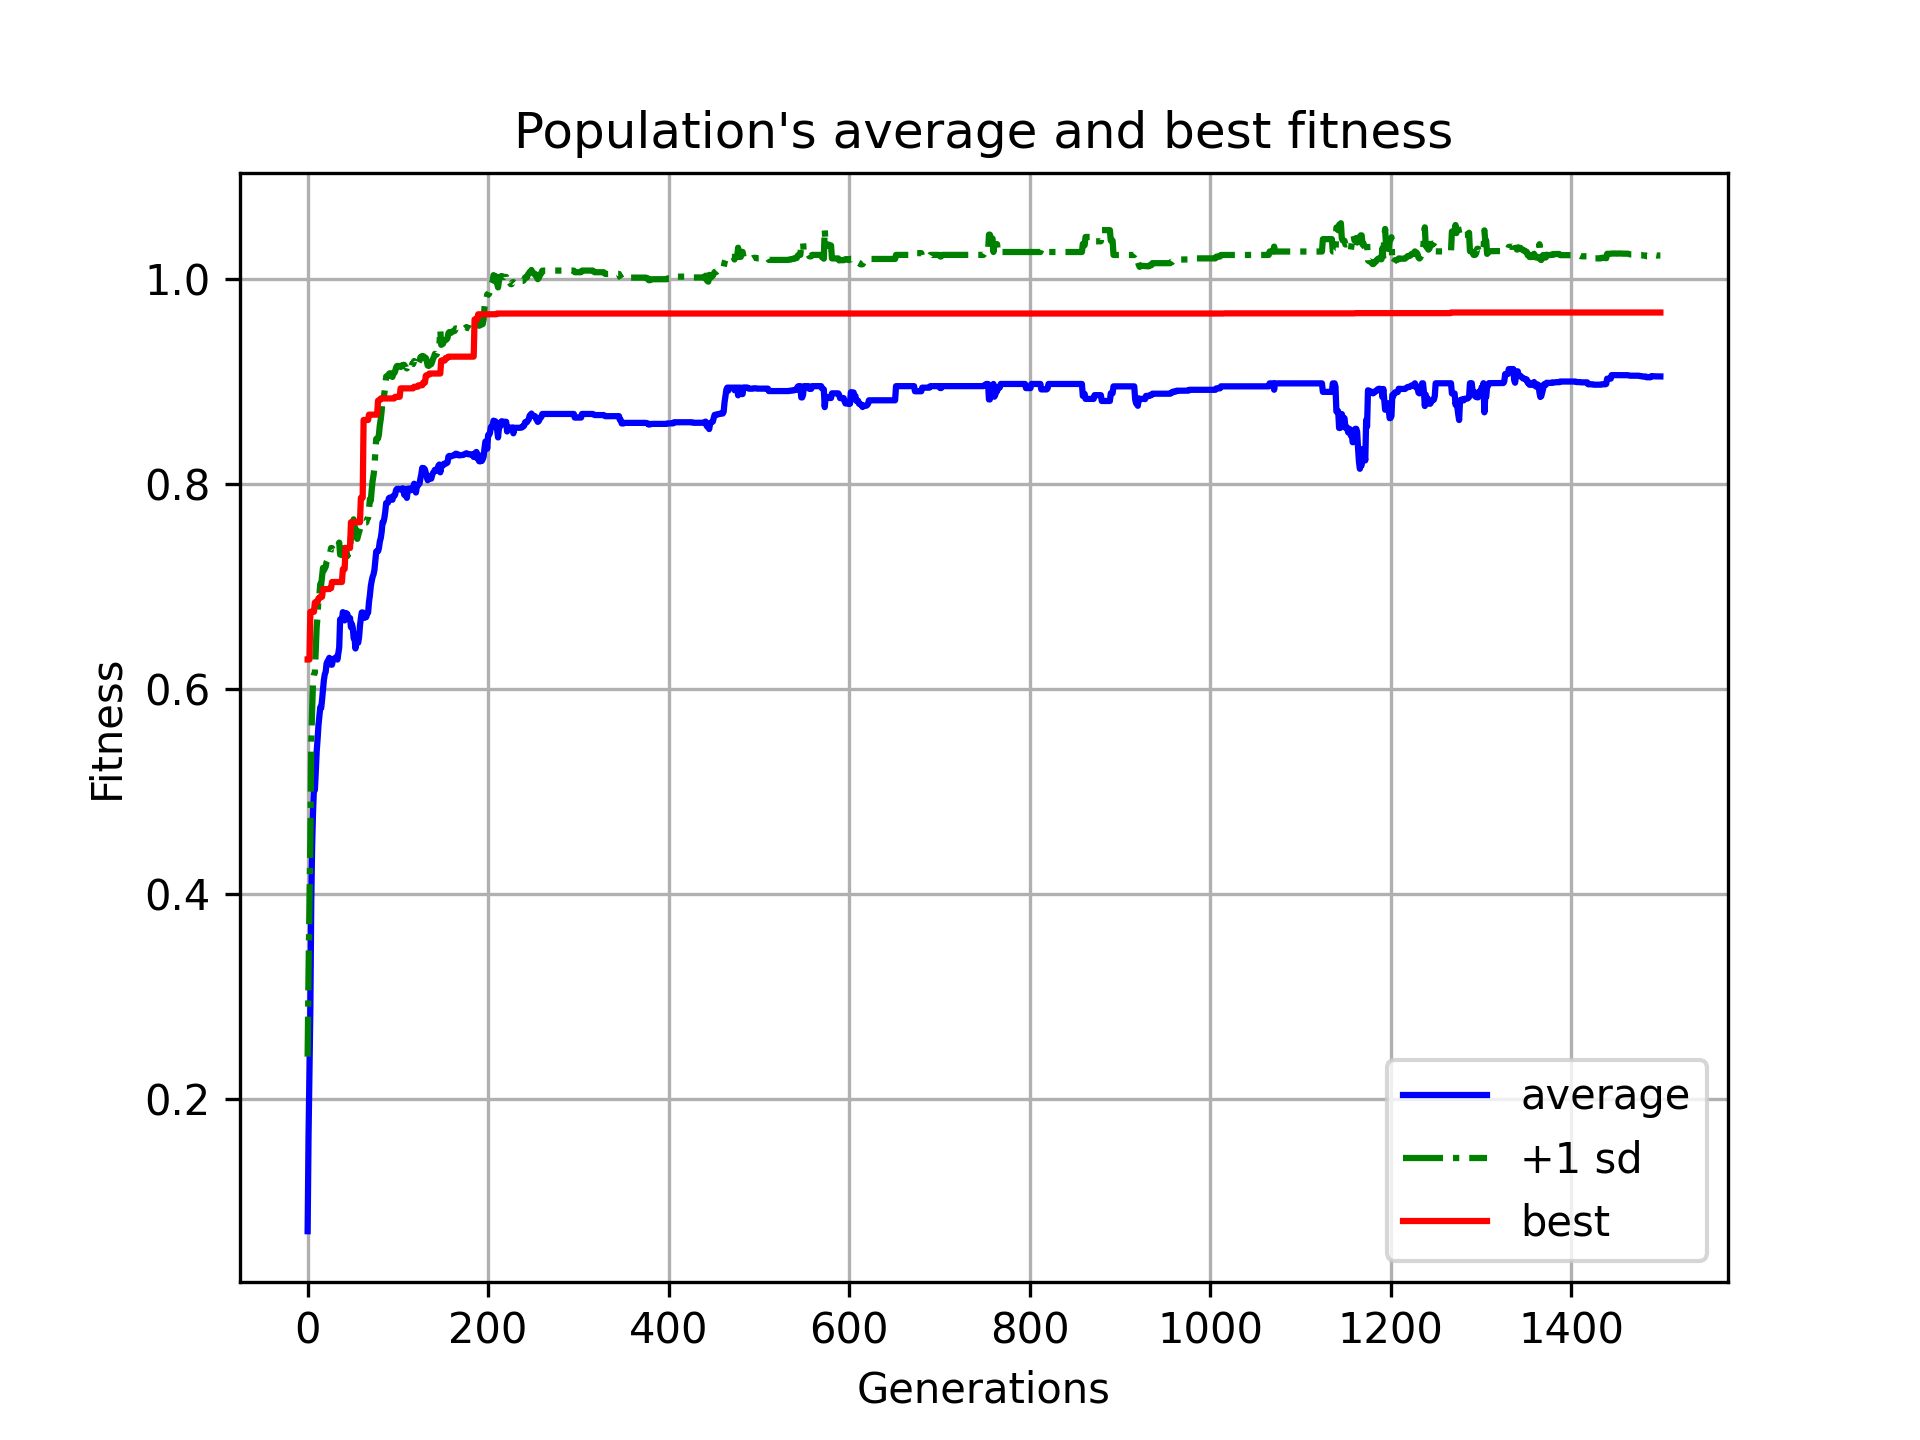 Population's average and best fitness
1.0
0.8
0.6
0.4
0.2
Fitness
average
+1 sd
best
0 200 400 600 800 1000 1200 1400
Generations